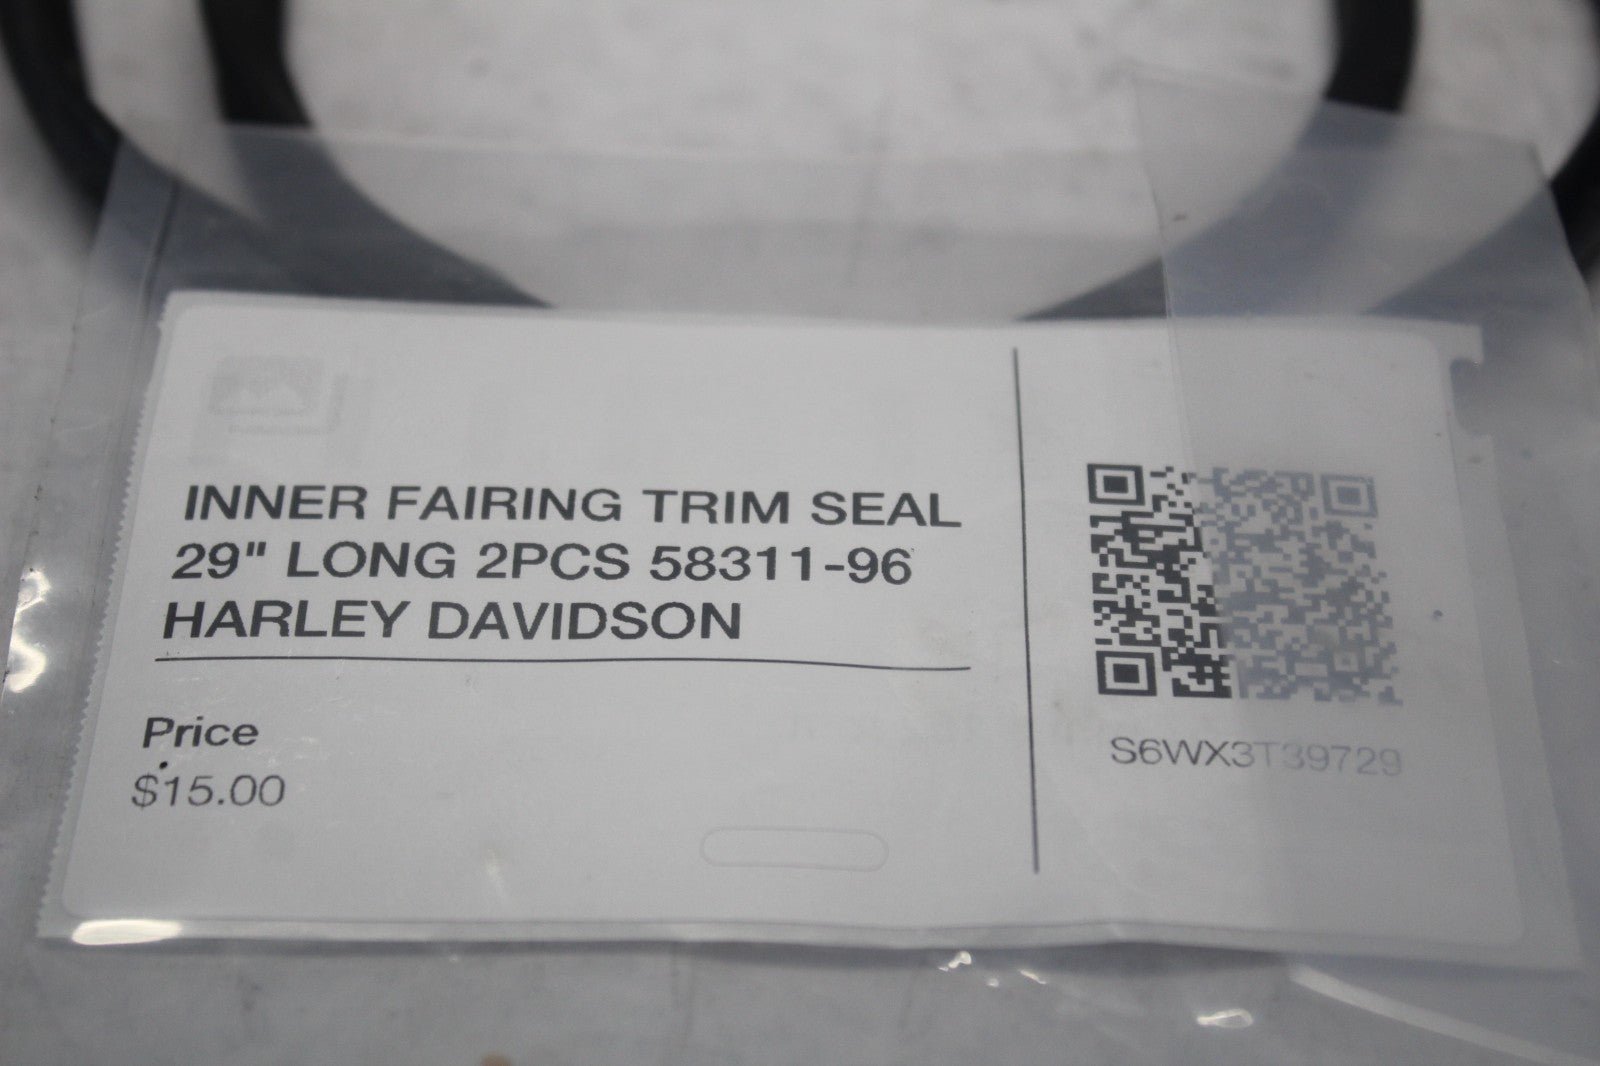 INNER FAIRING TRIM SEAL
29" LONG 2PCS 58311-96
HARLEY DAVIDSON
Price
$15.00
S6WX3T39729